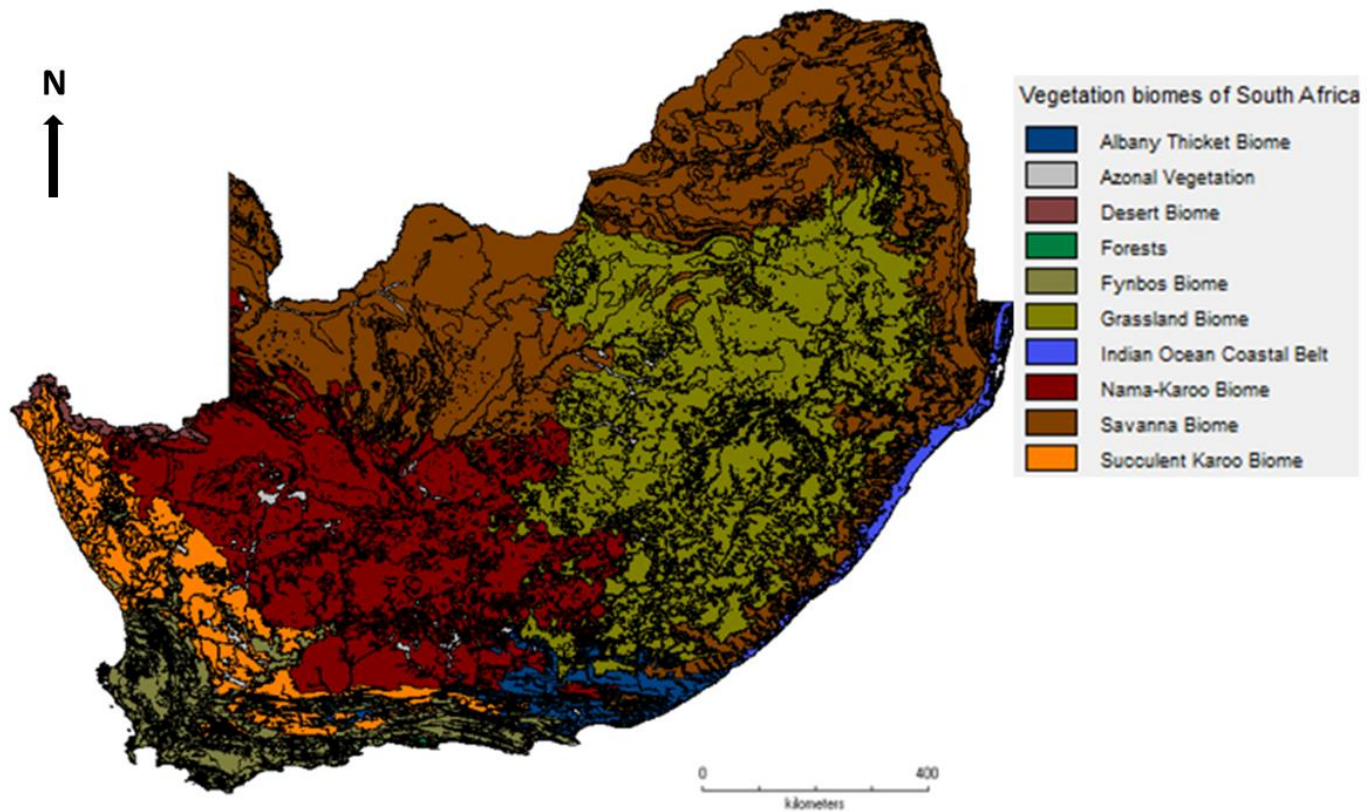 N
Vegetation biomes of South Africa
Albany Thicket Biome
Azonal Vegetation
Desert Biome
Forests
Fynbos Biome
Grassland Biome
Indian Ocean Coastal Belt
Nama-Karoo Biome
Savanna Biome
Succulent Karoo Biome
0 400
kilometers